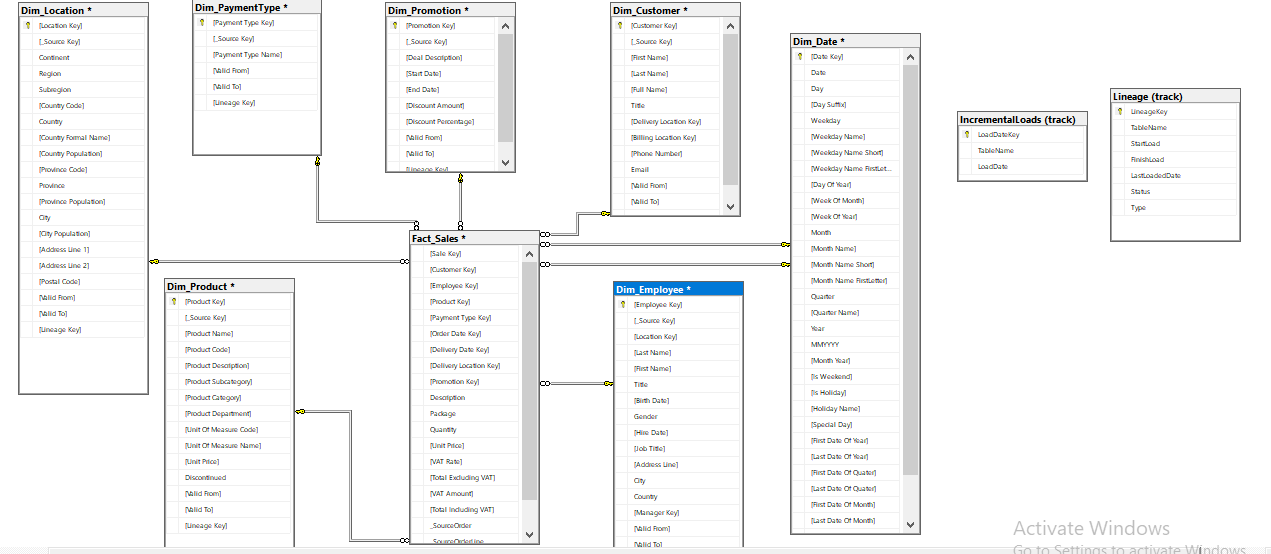 Dim_Location *
[Location Key]
[_Source Key]
Continent
Region
Subregion
[Country Code]
Country
[Country Formal Name]
[Country Population]
[Province Code]
Province
[Province Population]
City
[City Population]
[Address Line 1]
[Address Line 2]
[Postal Code]
[Valid From]
[Valid To]
[Lineage Key]
Dim_PaymentType *
[Payment Type Key]
[_Source Key]
[Payment Type Name]
[Valid From]
[Valid To]
[Lineage Key]
Dim_Promotion *
[Promotion Key]
[_Source Key]
[Deal Description]
[Start Date]
[End Date]
[Discount Amount]
[Discount Percentage]
[Valid From]
[Valid To]
[Lineage Key]
Dim_Customer *
[Customer Key]
[_Source Key]
[First Name]
[Last Name]
[Full Name]
Title
[Delivery Location Key]
[Billing Location Key]
[Phone Number]
Email
[Valid From]
[Valid To]
Dim_Date *
[Date Key]
Date
Day
[Day Suffix]
Weekday
[Weekday Name]
[Weekday Name Short]
[Weekday Name FirstLet...
[Day Of Year]
[Week Of Month]
[Week Of Year]
Month
[Month Name]
[Month Name Short]
[Month Name FirstLetter]
Quarter
[Quarter Name]
Year
MMYYYY
[Month Year]
[Is Weekend]
[Is Holiday]
[Holiday Name]
[Special Day]
[First Date Of Year]
[Last Date Of Year]
[First Date Of Quater]
[Last Date Of Quater]
[First Date Of Month]
[Last Date Of Month]
IncrementalLoads (track)
LoadDateKey
TableName
LoadDate
Lineage (track)
LineageKey
TableName
StartLoad
FinishLoad
LastLoadedDate
Status
Type
Fact_Sales *
[Sale Key]
[Customer Key]
[Employee Key]
[Product Key]
[Payment Type Key]
[Order Date Key]
[Delivery Date Key]
[Delivery Location Key]
[Promotion Key]
Description
Package
Quantity
[Unit Price]
[VAT Rate]
[Total Excluding VAT]
[VAT Amount]
[Total Including VAT]
_SourceOrder
_SourceOrderLine
Dim_Product *
[Product Key]
[_Source Key]
[Product Name]
[Product Code]
[Product Description]
[Product Subcategory]
[Product Category]
[Product Department]
[Unit Of Measure Code]
[Unit Of Measure Name]
[Unit Price]
Discontinued
[Valid From]
[Valid To]
[Lineage Key]
Dim_Employee *
[Employee Key]
[_Source Key]
[Location Key]
[Last Name]
[First Name]
Title
[Birth Date]
Gender
[Hire Date]
[Job Title]
[Address Line]
City
Country
[Manager Key]
[Valid From]
[Valid To]
Activate Windows
Go to Settings to activate Windows